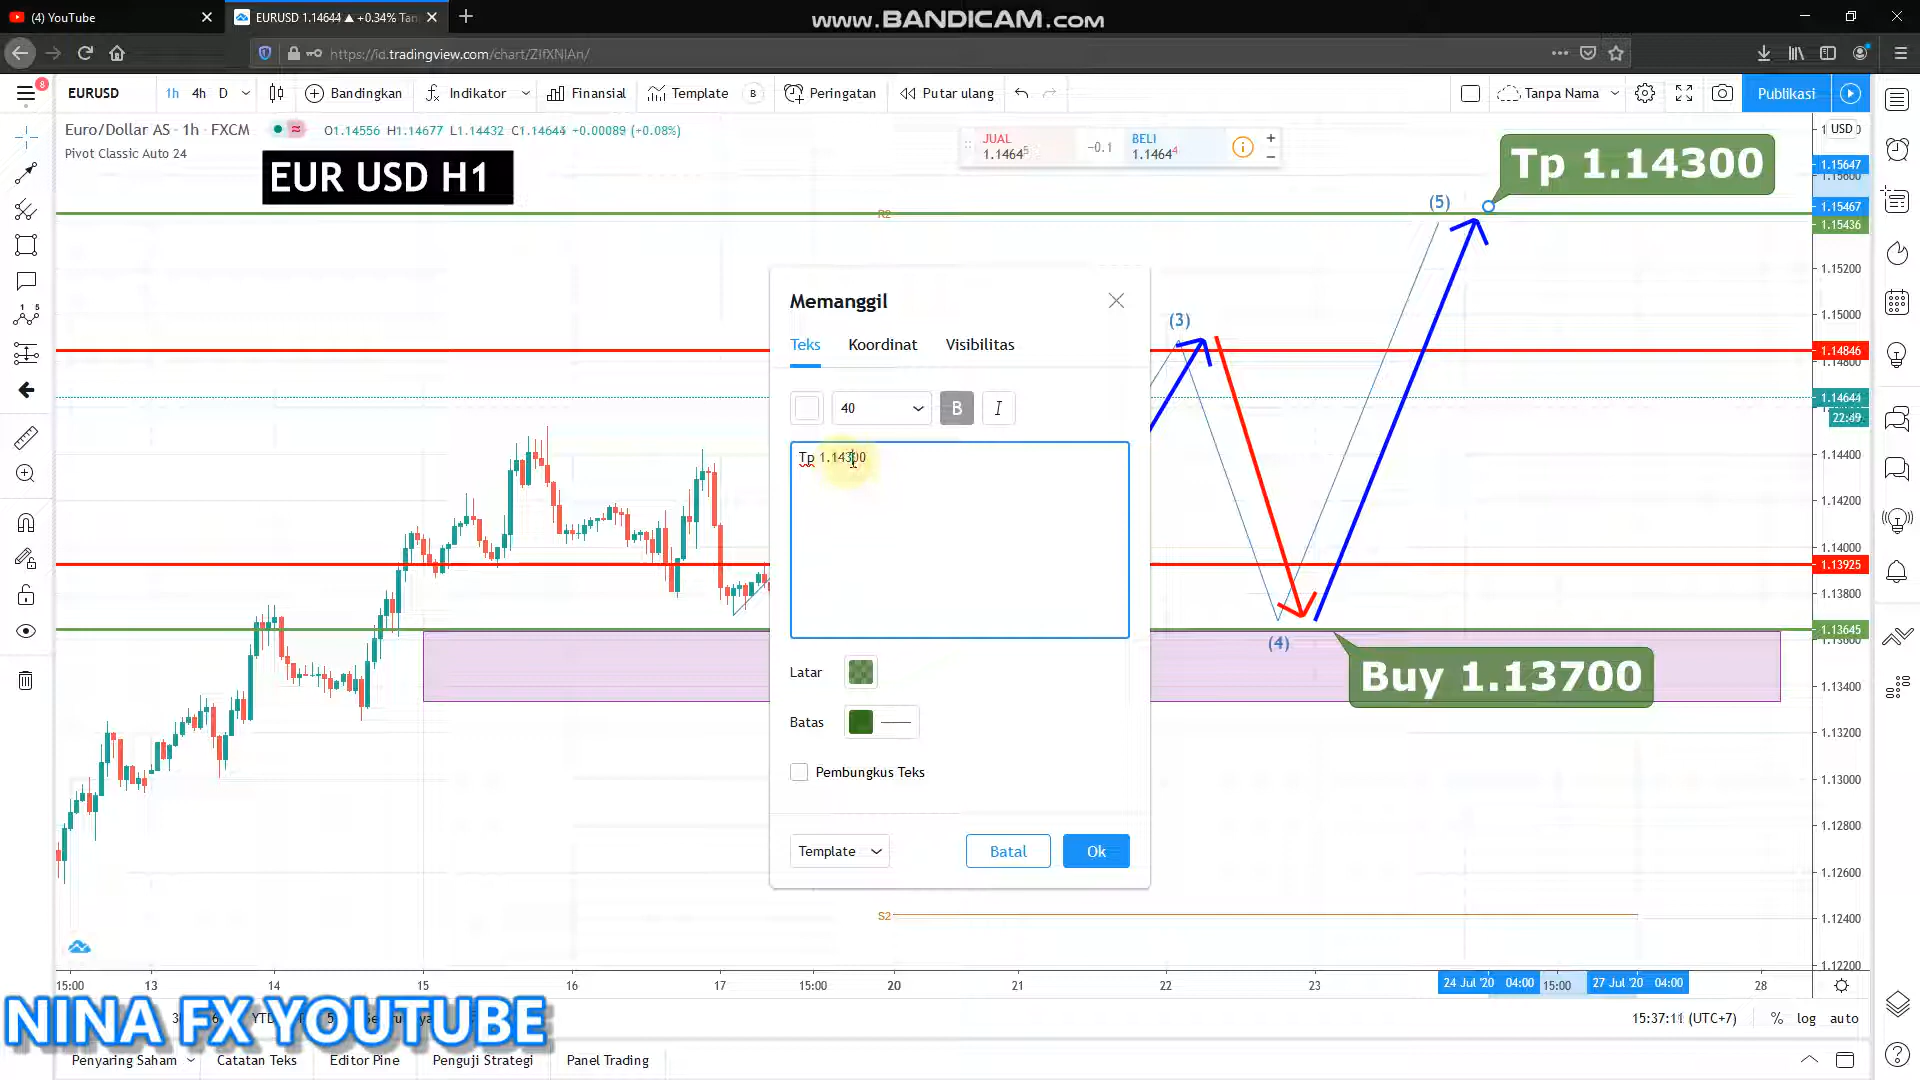 (4) YouTube
EURUSD 1.14644 ▲ +0.34% Tan
www.BANDICAM.com
https://id.tradingview.com/chart/ZIfXNJAn/
8
EURUSD 1h 4h D Bandingkan Indikator Finansial Template B Peringatan Putar ulang Tanpa Nama Publikasi
Euro/Dollar AS - 1h - FXCM O1.14556 H1.14677 L1.14432 C1.14644 +0.00089 (+0.08%)
Pivot Classic Auto 24
EUR USD H1
JUAL
1.1464⁵
−0.1
BELI
1.1464⁴
Tp 1.14300
USD
1.15647
1.15600
1.15467
1.15436
1.15200
1.15000
1.14846
1.14800
1.14644
22:49
1.14400
1.14200
1.14000
1.13925
1.13800
1.13645
1.13600
1.13400
1.13200
1.13000
1.12800
1.12600
1.12400
1.12200
R2
(5)
(3)
(4)
Buy 1.13700
S2
Memanggil
Teks Koordinat Visibilitas
40 B I
Tp 1.14300
Latar
Batas
Pembungkus Teks
Template Batal Ok
15:00 13 14 15 16 17 15:00 20 21 22 23 24 Jul '20 04:00 15:00 27 Jul '20 04:00 28
NINA FX YOUTUBE
YTD
15:37:11 (UTC+7) % log auto
Penyaring Saham Catatan Teks Editor Pine Penguji Strategi Panel Trading